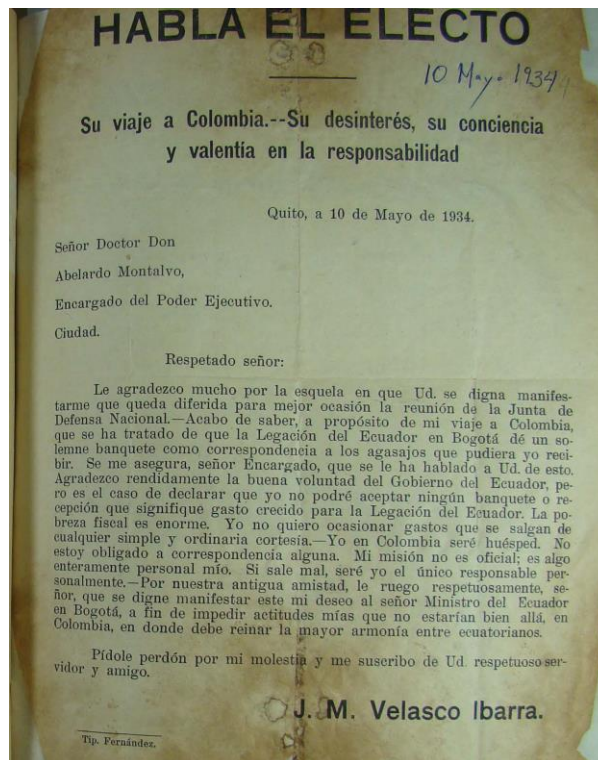 HABLA EL ELECTO
10 Mayo 1934
Su viaje a Colombia.--Su desinterés, su conciencia
y valentía en la responsabilidad
Quito, a 10 de Mayo de 1934.
Señor Doctor Don
Abelardo Montalvo,
Encargado del Poder Ejecutivo.
Ciudad.
Respetado señor:
Le agradezco mucho por la esquela en que Ud. se digna manifes-
tarme que queda diferida para mejor ocasión la reunión de la Junta de
Defensa Nacional.—Acabo de saber, a propósito de mi viaje a Colombia,
que se ha tratado de que la Legación del Ecuador en Bogotá dé un so-
lemne banquete como correspondencia a los agasajos que pudiera yo reci-
bir. Se me asegura, señor Encargado, que se le ha hablado a Ud. de esto.
Agradezco rendidamente la buena voluntad del Gobierno del Ecuador, pe-
ro es el caso de declarar que yo no podré aceptar ningún banquete o re-
cepción que signifique gasto crecido para la Legación del Ecuador. La po-
breza fiscal es enorme. Yo no quiero ocasionar gastos que se salgan de
cualquier simple y ordinaria cortesía.—Yo en Colombia seré huésped. No
estoy obligado a correspondencia alguna. Mi misión no es oficial; es algo
enteramente personal mío. Si sale mal, seré yo el único responsable per-
sonalmente.—Por nuestra antigua amistad, le ruego respetuosamente, se-
ñor, que se digne manifestar este mi deseo al señor Ministro del Ecuador
en Bogotá, a fin de impedir actitudes mías que no estarían bien allá, en
Colombia, en donde debe reinar la mayor armonía entre ecuatorianos.
Pídole perdón por mi molestia y me suscribo de Ud. respetuoso ser-
vidor y amigo.
J. M. Velasco Ibarra.
Tip. Fernández.